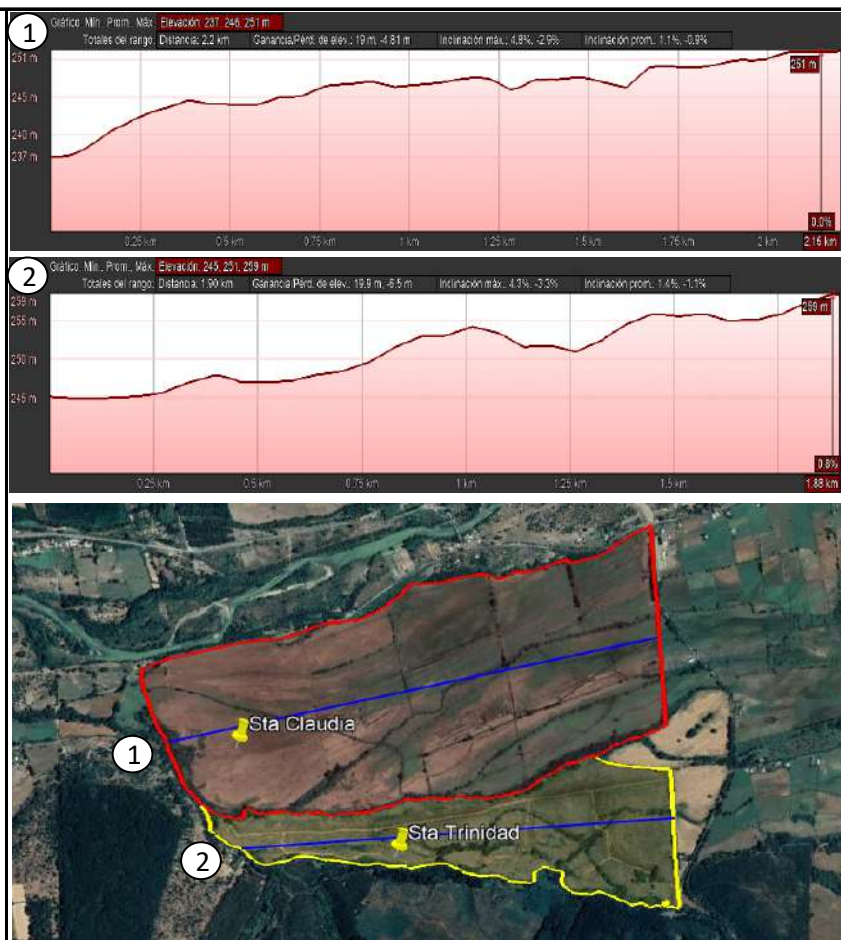 1
Gráfico: Mín., Prom., Máx. Elevación: 237, 246, 251 m
Totales del rango: Distancia: 2.2 km Ganancia/Pérd. de elev.: 19 m, -4.81 m Inclinación máx.: 4.8%, -2.9% Inclinación prom.: 1.1%, -0.9%
251 m
251 m
245 m
240 m
237 m
0.0%
0.25 km 0.5 km 0.75 km 1 km 1.25 km 1.5 km 1.75 km 2 km 2.15 km
2
Gráfico: Mín., Prom., Máx. Elevación: 245, 251, 259 m
Totales del rango: Distancia: 1.90 km Ganancia/Pérd. de elev.: 19.9 m, -6.5 m Inclinación máx.: 4.3%, -3.3% Inclinación prom.: 1.4%, -1.1%
259 m
259 m
255 m
250 m
245 m
0.8%
0.25 km 0.5 km 0.75 km 1 km 1.25 km 1.5 km 1.88 km
Sta Claudia
1
Sta Trinidad
2